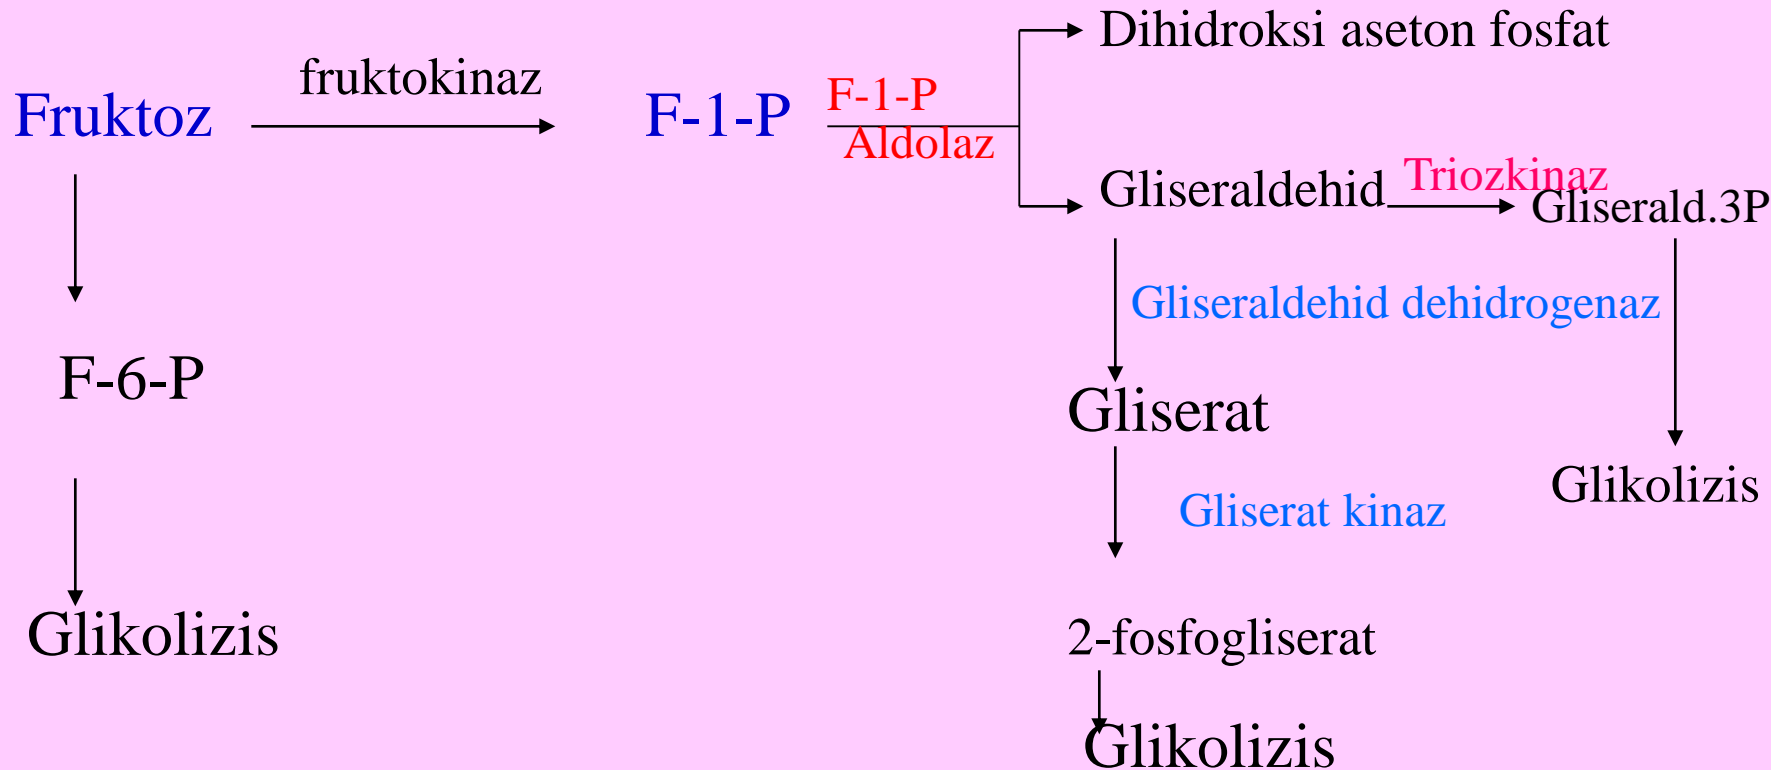 Dihidroksi aseton fosfat
fruktokinaz
Fruktoz
F-1-P
F-1-P
Aldolaz
Gliseraldehid
Triozkinaz
Gliserald.3P
Gliseraldehid dehidrogenaz
F-6-P
Gliserat
Glikolizis
Gliserat kinaz
Glikolizis
2-fosfogliserat
Glikolizis